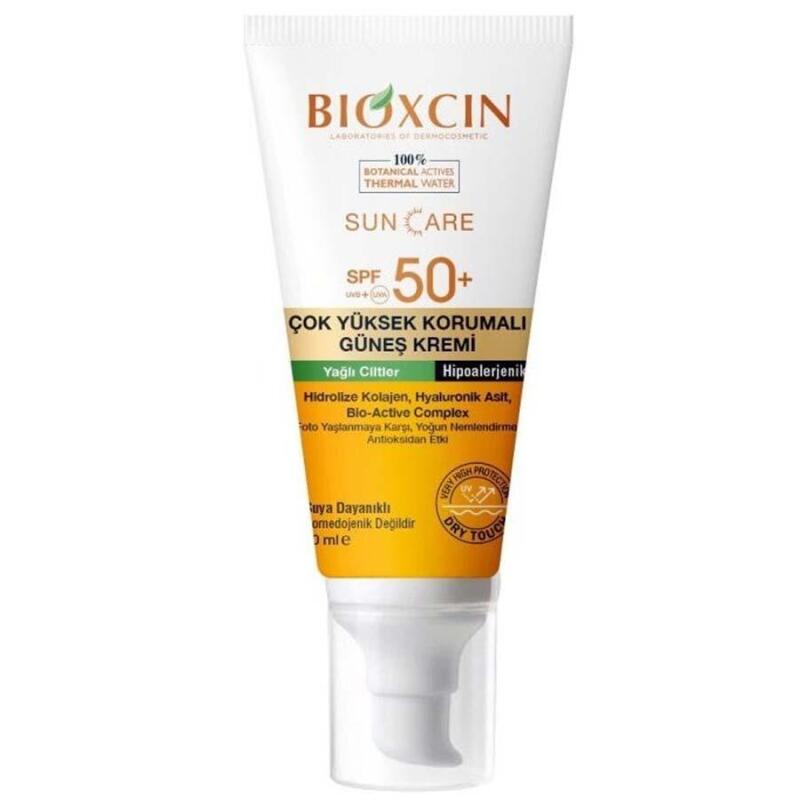 BIOXCIN
LABORATORIES OF DERMOCOSMETIC
100%
BOTANICAL ACTIVES
THERMAL WATER
SUN CARE
SPF 50+
UVB + UVA
ÇOK YÜKSEK KORUMALI
GÜNEŞ KREMİ
Yağlı Ciltler Hipoalerjenik
Hidrolize Kolajen, Hyaluronik Asit,
Bio-Active Complex
Foto Yaşlanmaya Karşı, Yoğun Nemlendirme
Antioksidan Etki
VERY HIGH PROTECTION
UV
DRY TOUCH
Suya Dayanıklı
Komedojenik Değildir
ml e